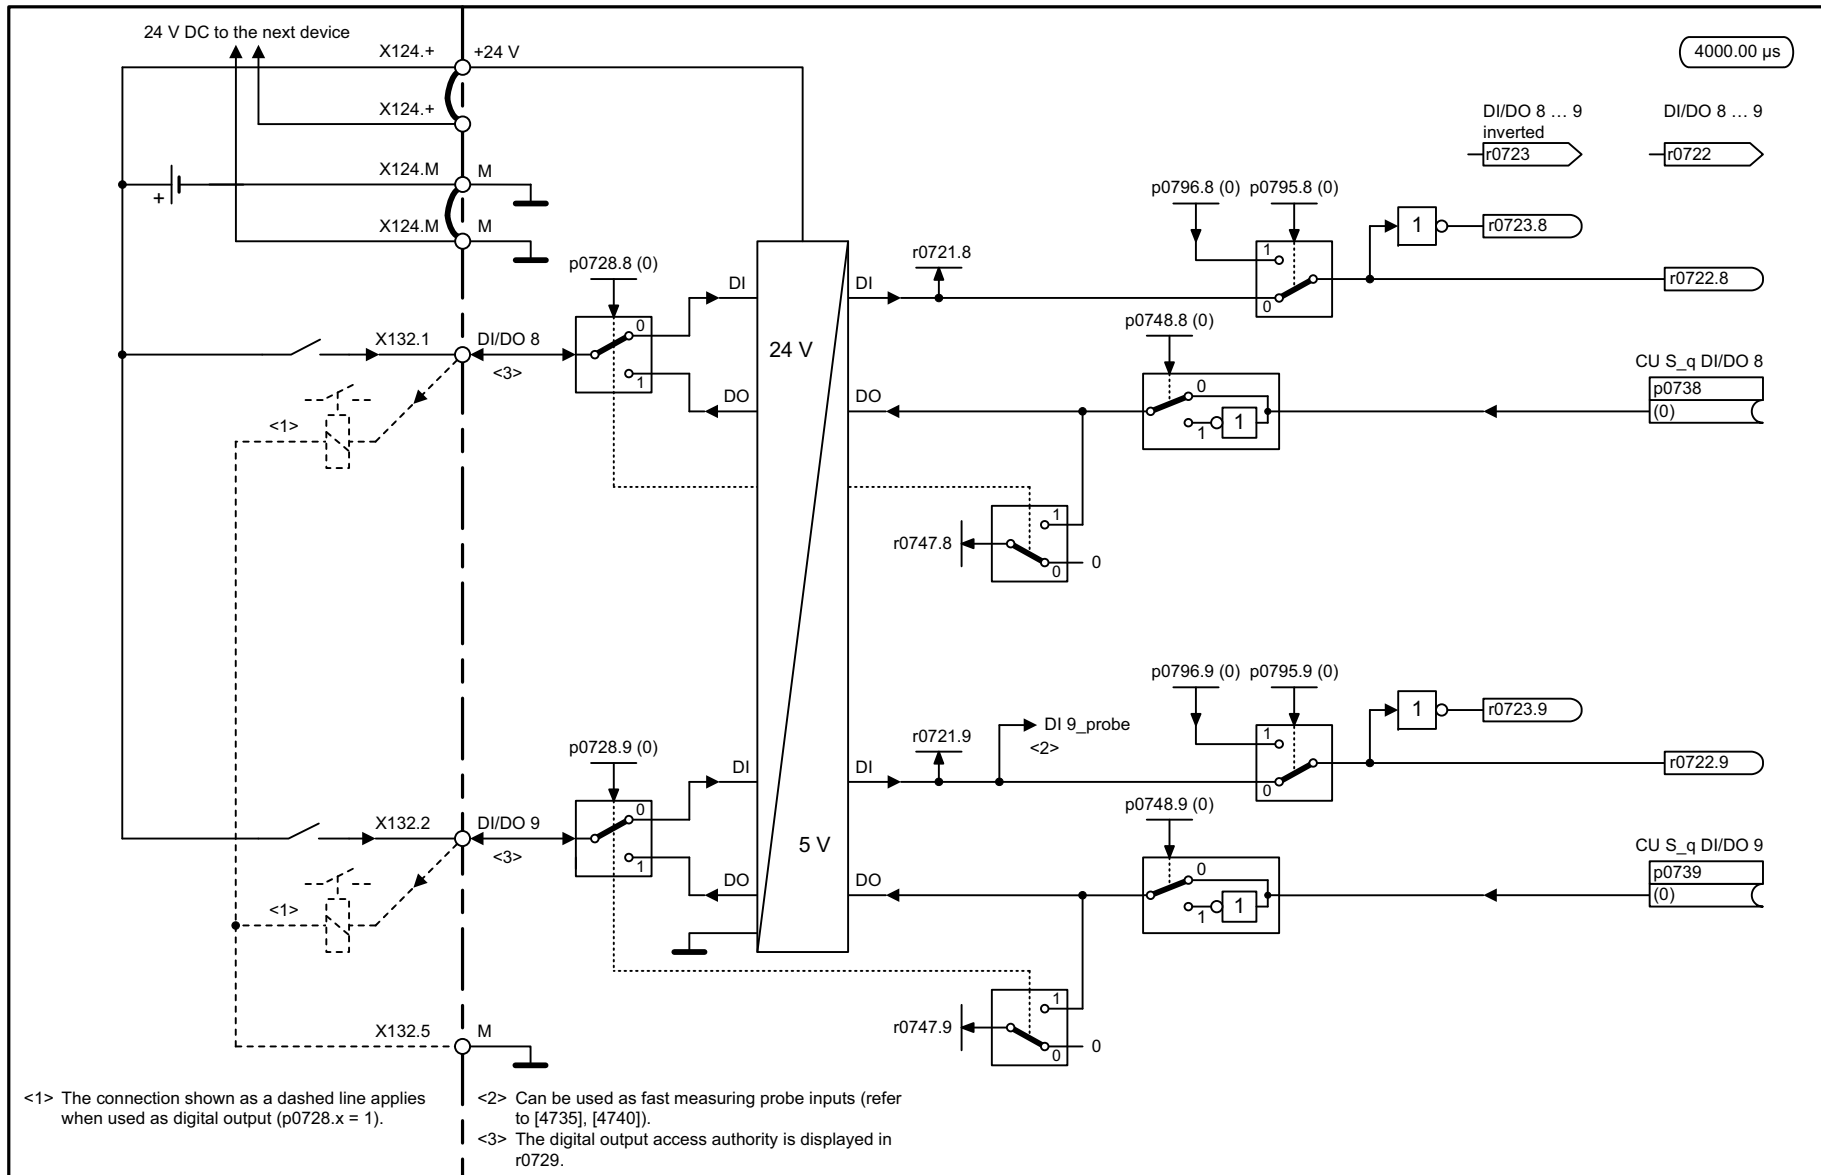 24 V DC to the next device
X124.+
+24 V
4000.00 µs
X124.+
DI/DO 8 … 9
inverted
DI/DO 8 … 9
r0723
r0722
X124.M
M
+
p0796.8 (0)
p0795.8 (0)
X124.M
M
1
r0723.8
p0728.8 (0)
r0721.8
1
DI
DI
r0722.8
0
X132.1
DI/DO 8
0
24 V
p0748.8 (0)
<3>
1
CU S_q DI/DO 8
0
p0738
DO
DO
(0)
<1>
1
1
1
r0747.8
0
0
p0796.9 (0)
p0795.9 (0)
1
r0723.9
DI 9_probe
<2>
p0728.9 (0)
r0721.9
1
DI
DI
r0722.9
0
X132.2
DI/DO 9
0
5 V
p0748.9 (0)
<3>
1
CU S_q DI/DO 9
0
p0739
DO
DO
(0)
<1>
1
1
1
r0747.9
0
0
X132.5
M
<1> The connection shown as a dashed line applies
when used as digital output (p0728.x = 1).
<2> Can be used as fast measuring probe inputs (refer
to [4735], [4740]).
<3> The digital output access authority is displayed in
r0729.